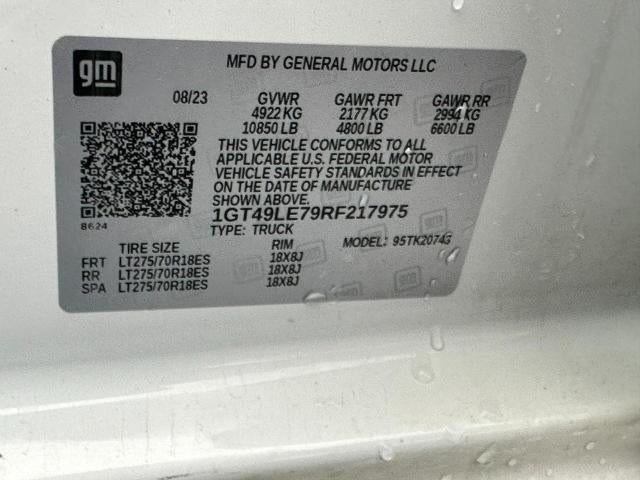 gm
MFD BY GENERAL MOTORS LLC
08/23 GVWR GAWR FRT GAWR RR
4922 KG 2177 KG 2994 KG
10850 LB 4800 LB 6600 LB
THIS VEHICLE CONFORMS TO ALL
APPLICABLE U.S. FEDERAL MOTOR
VEHICLE SAFETY STANDARDS IN EFFECT
ON THE DATE OF MANUFACTURE
SHOWN ABOVE.
8624
1GT49LE79RF217975
TYPE: TRUCK MODEL: 95TK20743
TIRE SIZE RIM
FRT LT275/70R18ES 18X8J
RR LT275/70R18ES 18X8J
SPA LT275/70R18ES 18X8J